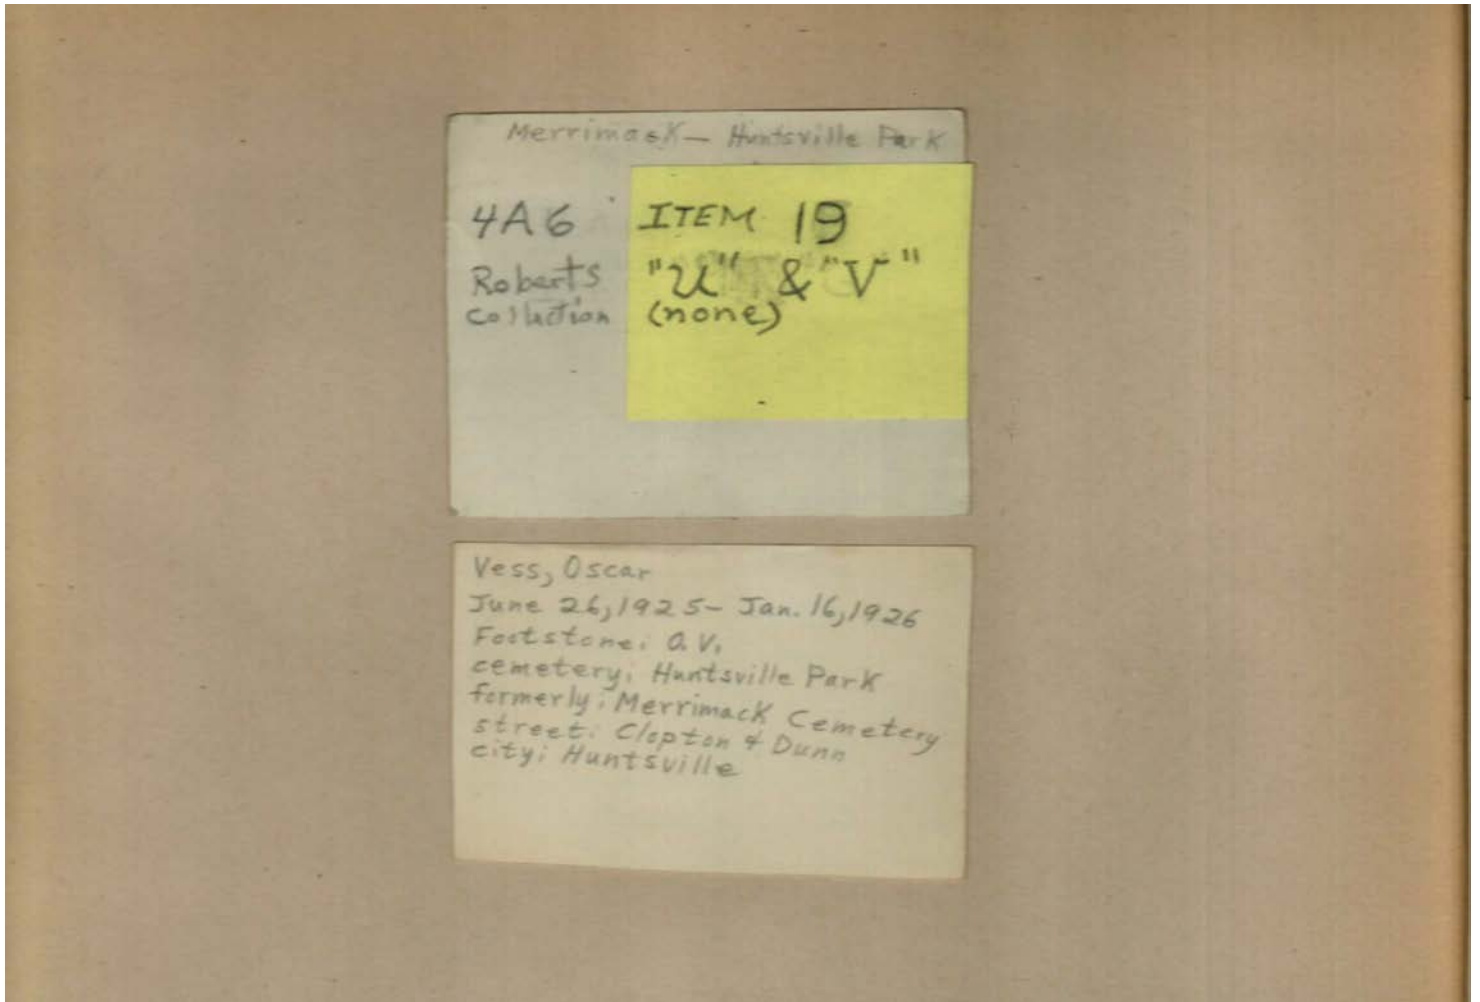 Merrimack — Huntsville Park
4A6
Roberts
Collection
ITEM 19
"U" & "V"
(none)
Vess, Oscar
June 26, 1925 - Jan. 16, 1926
Footstone: O.V.
cemetery: Huntsville Park
formerly: Merrimack Cemetery
street: Clopton & Dunn
city: Huntsville